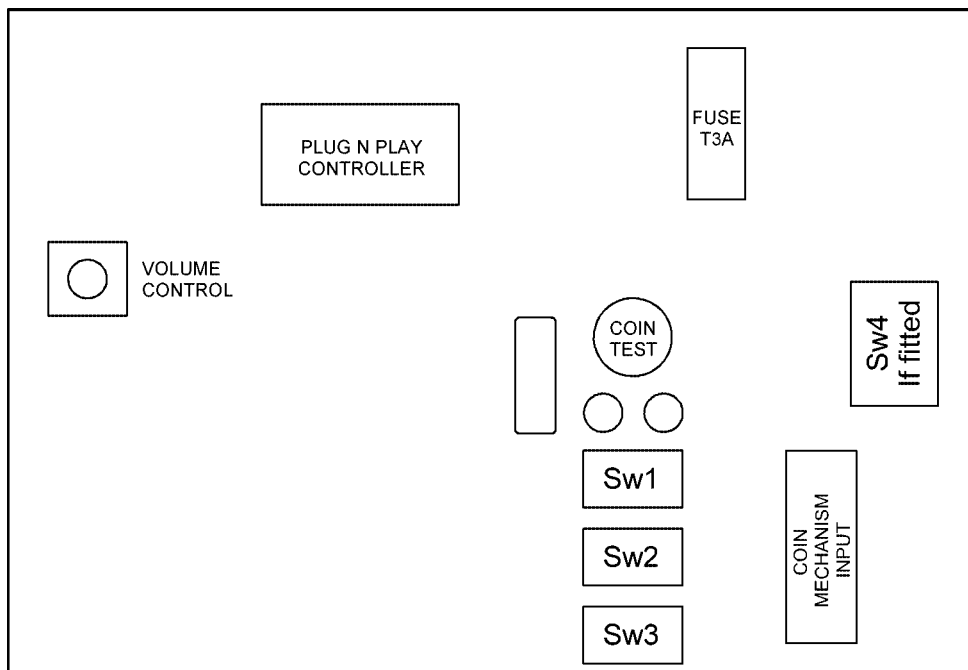 FUSE
T3A
PLUG N PLAY
CONTROLLER
VOLUME
CONTROL
COIN
TEST
Sw4
If fitted
Sw1
Sw2
Sw3
COIN
MECHANISM
INPUT